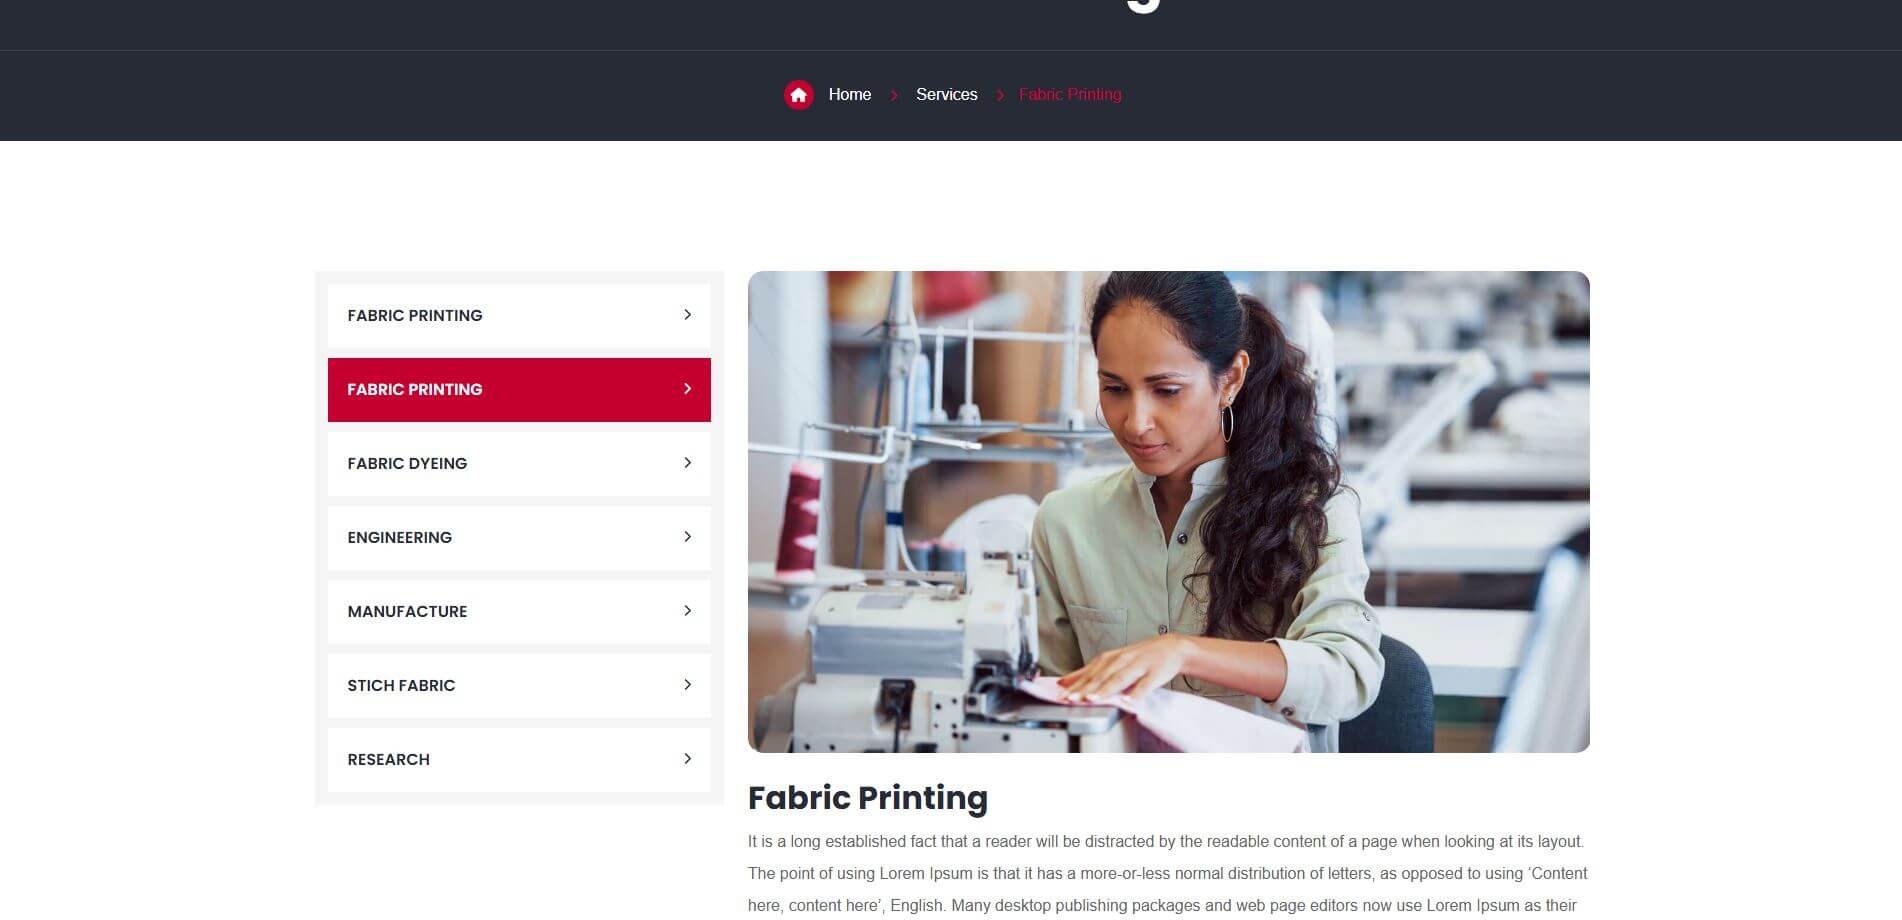 Home Services Fabric Printing
FABRIC PRINTING
FABRIC PRINTING
FABRIC DYEING
ENGINEERING
MANUFACTURE
STICH FABRIC
RESEARCH
Fabric Printing
It is a long established fact that a reader will be distracted by the readable content of a page when looking at its layout.
The point of using Lorem Ipsum is that it has a more-or-less normal distribution of letters, as opposed to using ‘Content
here, content here’, English. Many desktop publishing packages and web page editors now use Lorem Ipsum as their